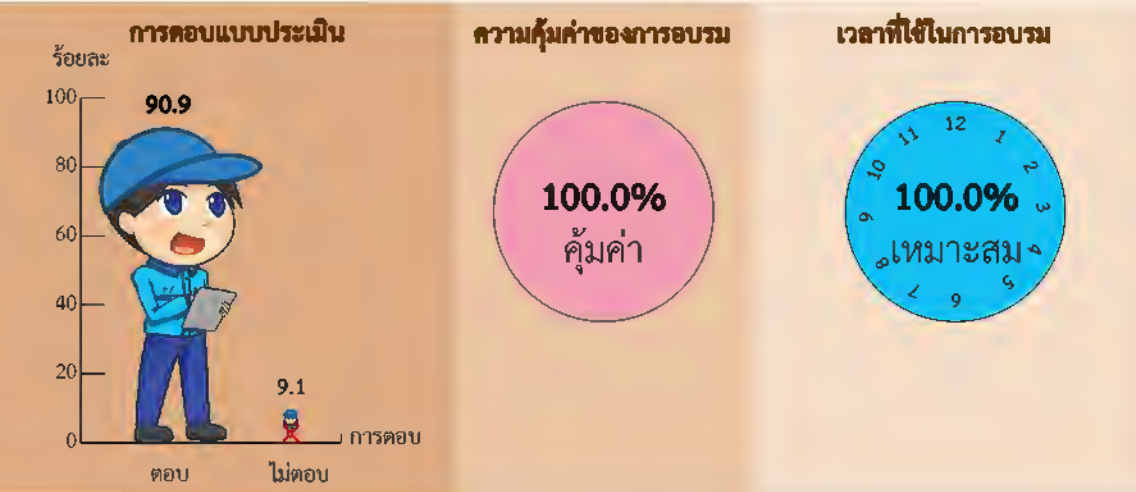 การตอบแบบประเมิน
ร้อยละ
100
90.9
80
60
40
20
9.1
0
การตอบ
ตอบ
ไม่ตอบ
ความคุ้มค่าของการอบรม
100.0%
คุ้มค่า
เวลาที่ใช้ในการอบรม
12
1
2
3
4
5
6
7
8
9
10
11
100.0%
เหมาะสม